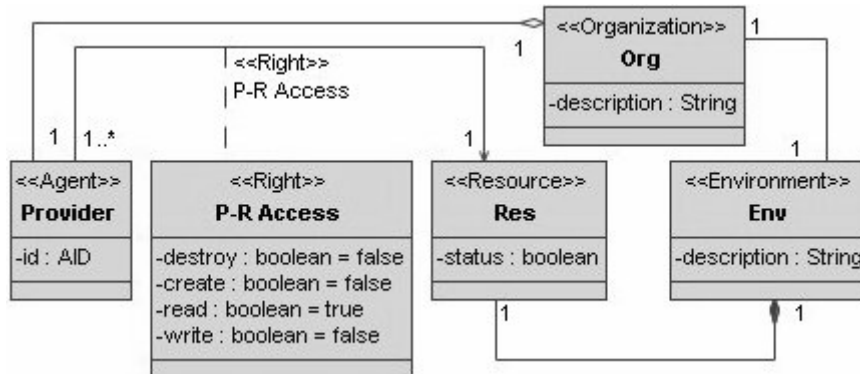 1
<<Organization>>
Org
-description : String
1
<<Right>>
P-R Access
1
1..*
1
1
<<Agent>>
Provider
-id : AID
<<Right>>
P-R Access
-destroy : boolean = false
-create : boolean = false
-read : boolean = true
-write : boolean = false
<<Resource>>
Res
-status : boolean
<<Environment>>
Env
-description : String
1
1